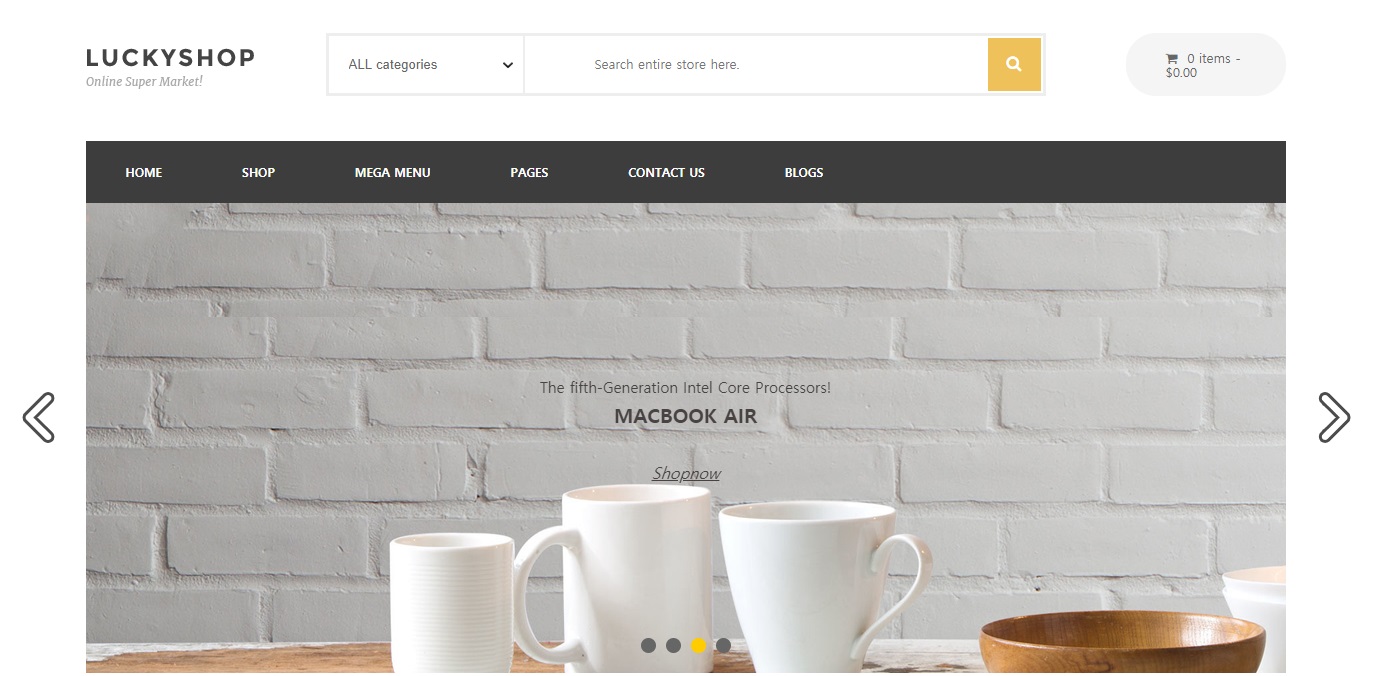 LUCKYSHOP
Online Super Market!
ALL categories
Search entire store here.
0 items -
$0.00
HOME
SHOP
MEGA MENU
PAGES
CONTACT US
BLOGS
The fifth-Generation Intel Core Processors!
MACBOOK AIR
Shopnow